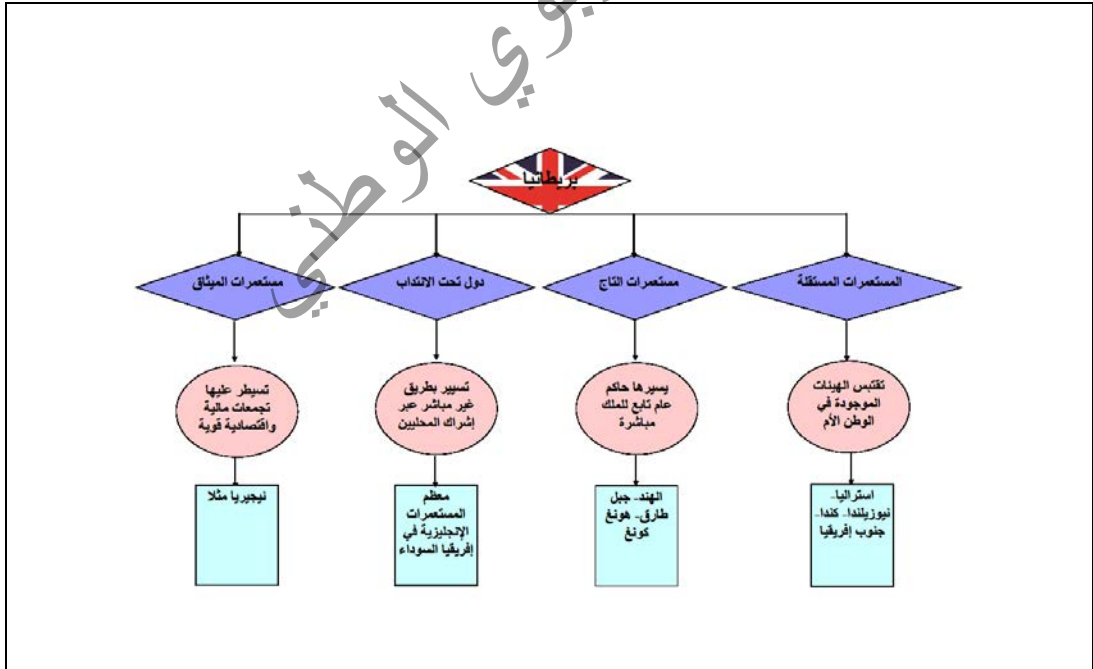 بوي الوطني
بريطانيا
المستعمرات المستقلة
مستعمرات التاج
دول تحت الانتداب
مستعمرات الميثاق
تقتبس الهيئات
الموجودة في
الوطن الأم
يسيرها حاكم
عام تابع للملك
مباشرة
تسيير بطريق
غير مباشر عبر
إشراك المحليين
تسيطر عليها
تجمعات مالية
واقتصادية قوية
استراليا-
نيوزيلندا- كندا-
جنوب إفريقيا
الهند- جبل
طارق- هونغ
كونغ
معظم
المستعمرات
الإنجليزية في
إفريقيا السوداء
نيجيريا مثلا